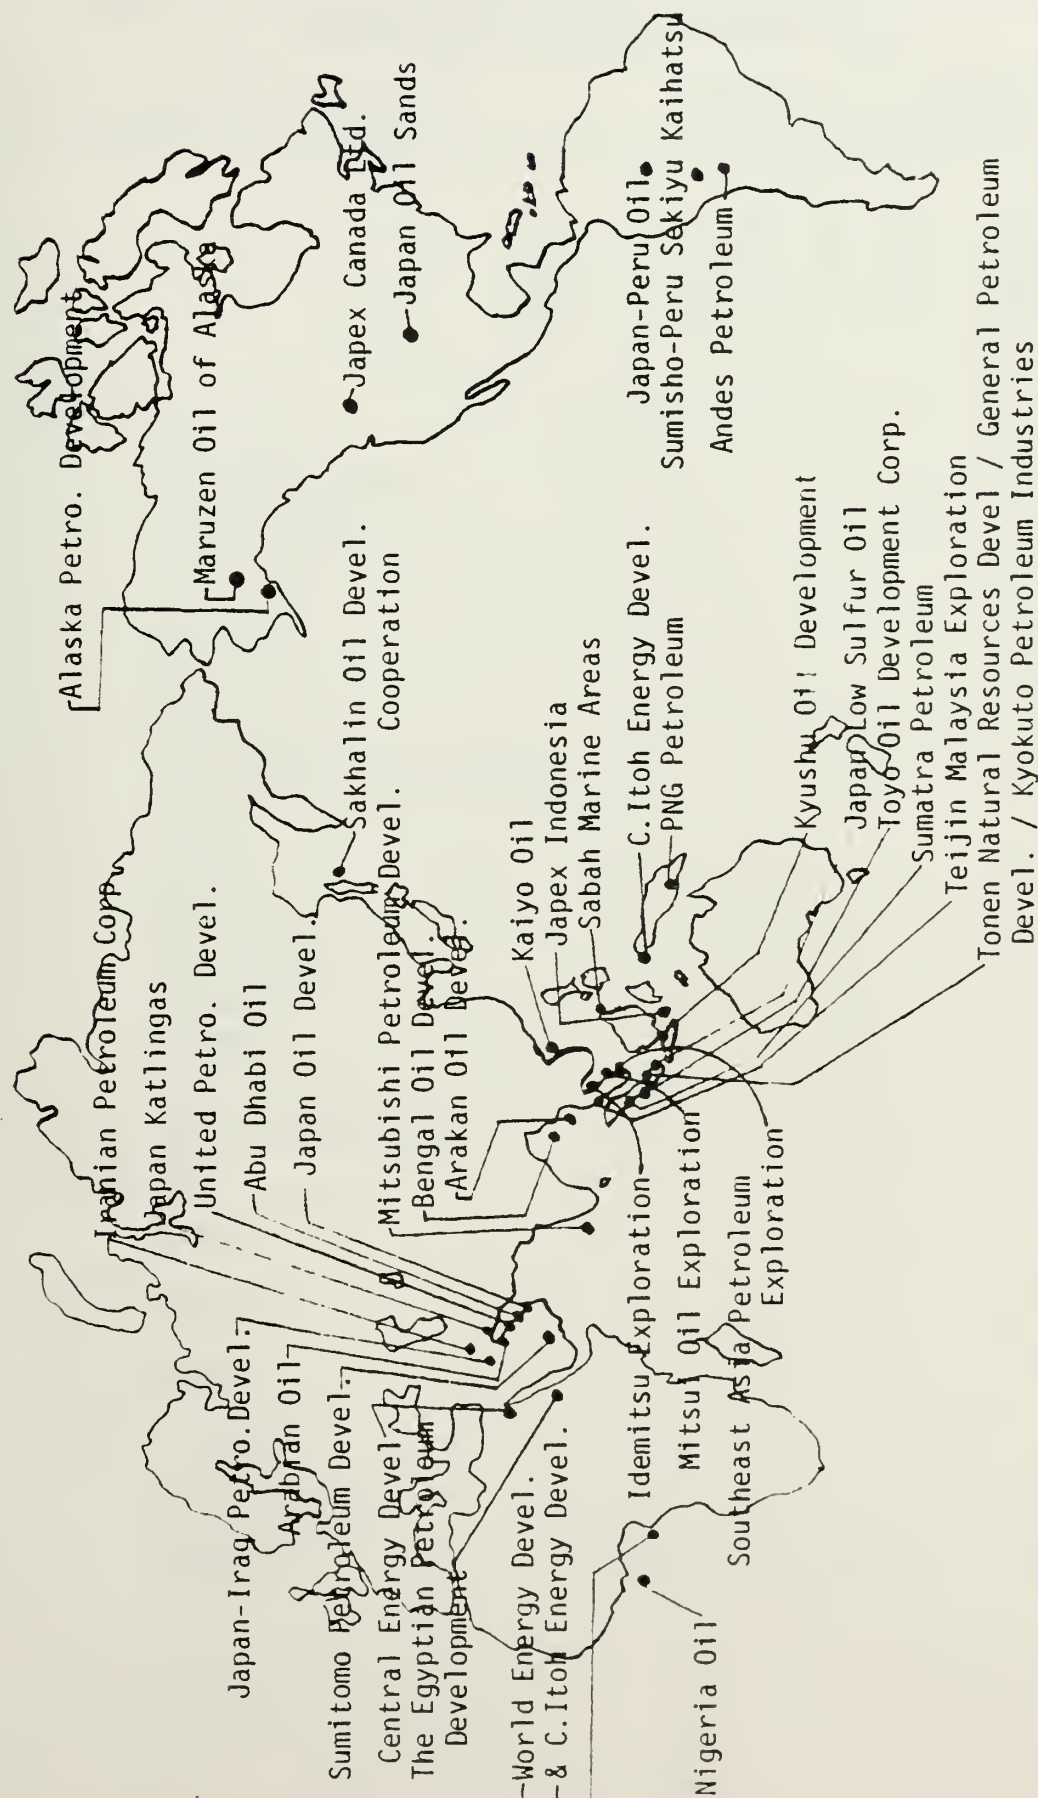 Alaska Petro. Development
Maruzen Oil of Alaska
Japex Canada Ltd.
Japan Oil Sands
Japan-Peru Oil
Sumisho-Peru Sekiyu Kaihatsu
Andes Petroleum
Sakhalin Oil Devel.
Cooperation
Iranian Petroleum Corp.
Japan Katlingas
United Petro. Devel.
Abu Dhabi Oil
Japan Oil Devel.
Mitsubishi Petroleum Devel.
Bengal Oil Devel.
Arakan Oil Devel.
Kaiyo Oil
Japex Indonesia
Sabah Marine Areas
C.Itoh Energy Devel.
PNG Petroleum
Kyushu Oil Development
Japan Low Sulfur Oil
Toyo Oil Development Corp.
Sumatra Petroleum
Teijin Malaysia Exploration
Tonen Natural Resources Devel / General Petroleum
Devel. / Kyokuto Petroleum Industries
Japan-Iraq Petro.Devel.
Arabian Oil
Sumitomo Petroleum Devel.
Central Energy Devel.
The Egyptian Petroleum
Development
World Energy Devel.
& C.Itoh Energy Devel.
Nigeria Oil
Idemitsu Exploration
Mitsui Oil Exploration
Southeast Asia Petroleum
Exploration